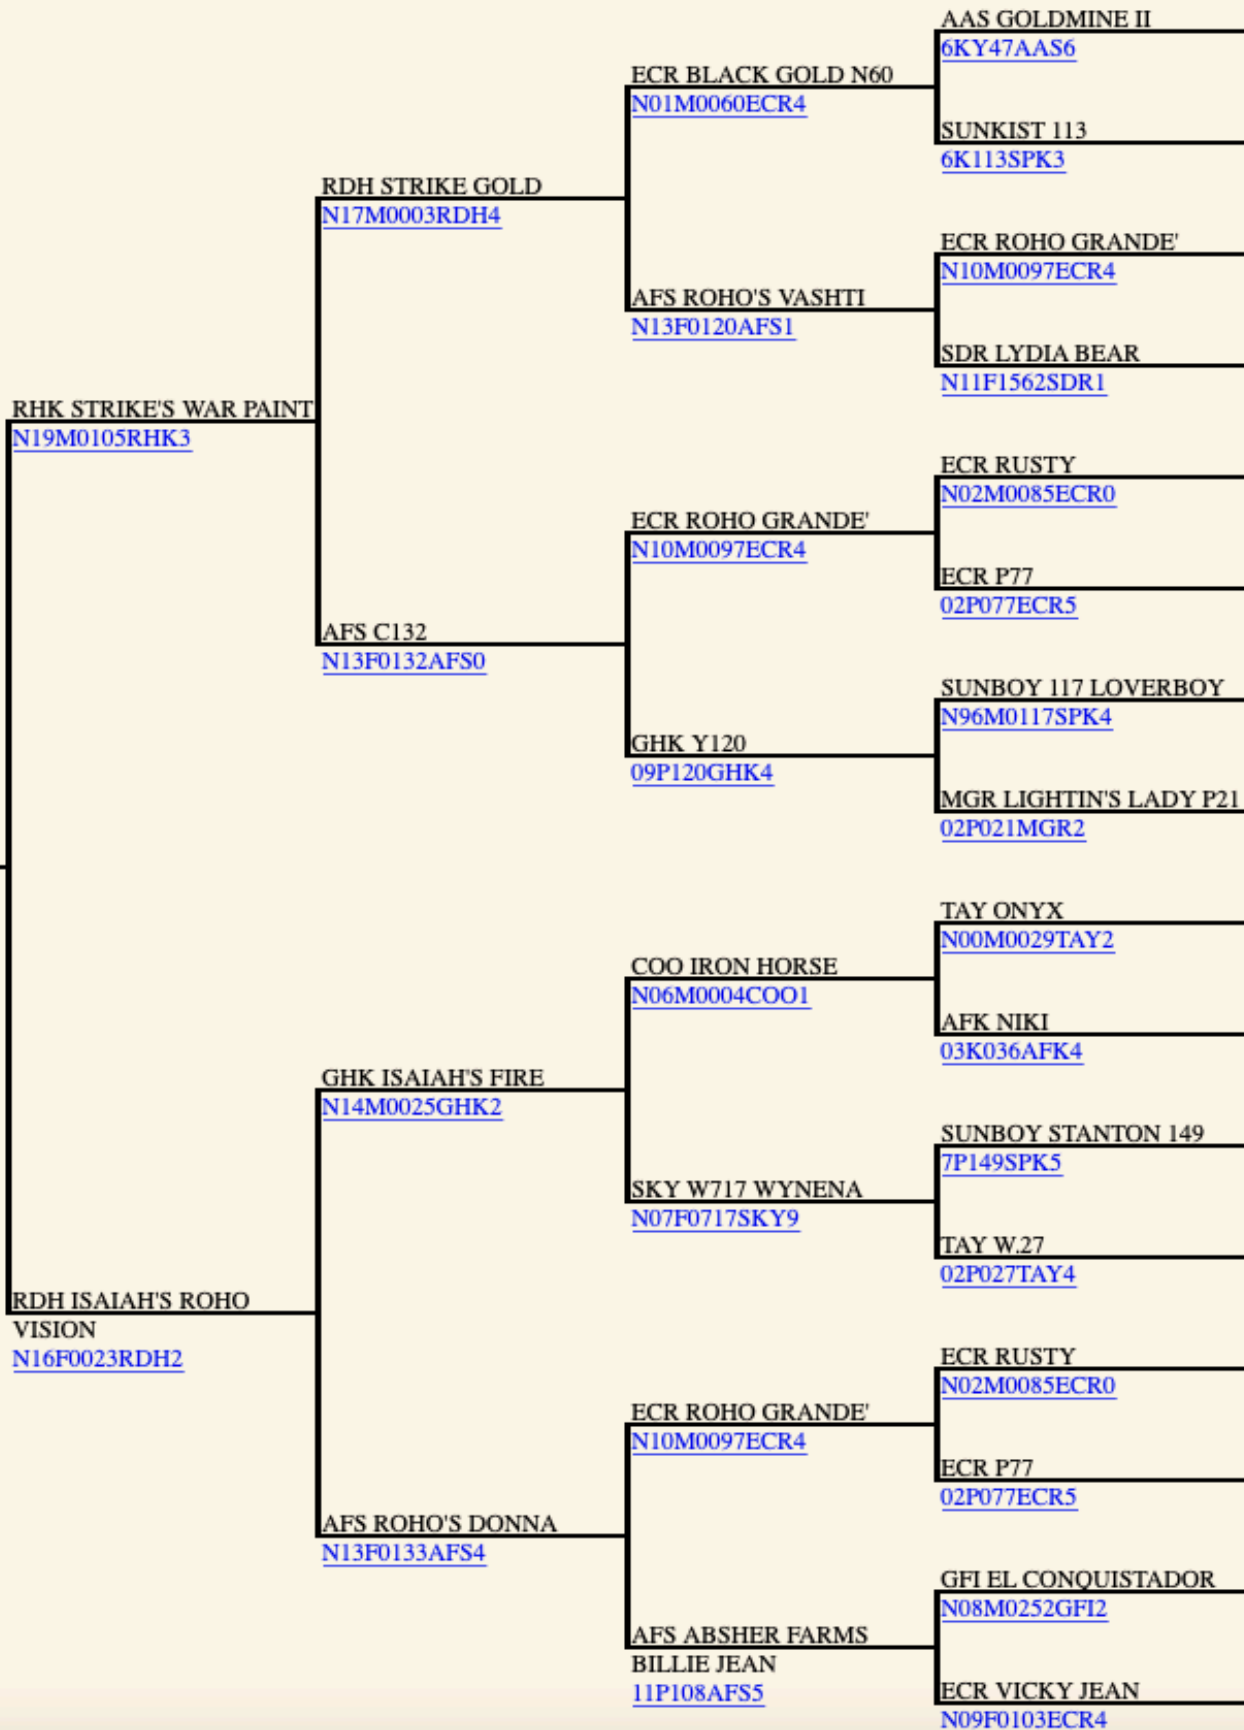 AAS GOLDMINE II
6KY47AAS6
ECR BLACK GOLD N60
N01M0060ECR4
SUNKIST 113
6K113SPK3
RDH STRIKE GOLD
N17M0003RDH4
ECR ROHO GRANDE'
N10M0097ECR4
AFS ROHO'S VASHTI
N13F0120AFS1
SDR LYDIA BEAR
N11F1562SDR1
RHK STRIKE'S WAR PAINT
N19M0105RHK3
ECR RUSTY
N02M0085ECR0
ECR ROHO GRANDE'
N10M0097ECR4
ECR P77
02P077ECR5
AFS C132
N13F0132AFS0
SUNBOY 117 LOVERBOY
N96M0117SPK4
GHK Y120
09P120GHK4
MGR LIGHTIN'S LADY P21
02P021MGR2
TAY ONYX
N00M0029TAY2
COO IRON HORSE
N06M0004COO1
AFK NIKI
03K036AFK4
GHK ISAIAH'S FIRE
N14M0025GHK2
SUNBOY STANTON 149
7P149SPK5
SKY W717 WYNENA
N07F0717SKY9
TAY W.27
02P027TAY4
RDH ISAIAH'S ROHO
VISION
N16F0023RDH2
ECR RUSTY
N02M0085ECR0
ECR ROHO GRANDE'
N10M0097ECR4
ECR P77
02P077ECR5
AFS ROHO'S DONNA
N13F0133AFS4
GFI EL CONQUISTADOR
N08M0252GFI2
AFS ABSHER FARMS
BILLIE JEAN
11P108AFS5
ECR VICKY JEAN
N09F0103ECR4